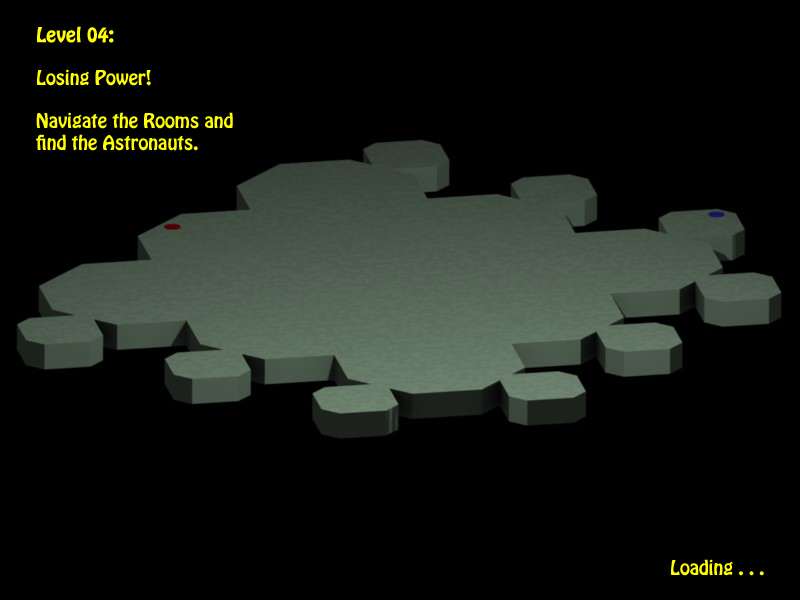 Level 04:
Losing Power!
Navigate the Rooms and
find the Astronauts.
Loading . . .